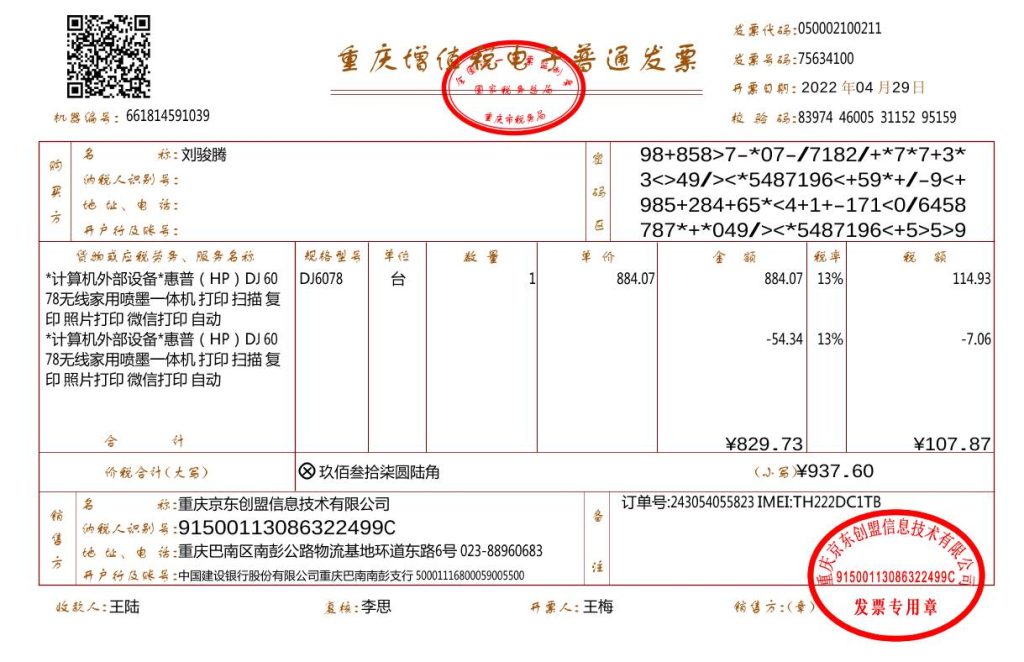 重庆增值税电子普通发票
发票代码:050002100211
发票号码:75634100
开票日期: 2022 年04 月29日
校 验 码:83974 46005 31152 95159
机器编号: 661814591039
国家税务总局
重庆市税务局
购买方
名 称:刘骏腾
纳税人识别号:
地 址、电 话:
开户行及账号:
密码区
98+858>7-*07-/7182/+*7*7+3*
3<>49/><*5487196<+59*+/-9<+
985+284+65*<4+1+-171<0/6458
787*+*049/><*5487196<+5>5>9
货物或应税劳务、服务名称 规格型号 单位 数 量 单 价 金 额 税率 税 额
*计算机外部设备*惠普(HP)DJ 60 DJ6078 台 1 884.07 884.07 13% 114.93
78无线家用喷墨一体机 打印 扫描 复
印 照片打印 微信打印 自动
*计算机外部设备*惠普(HP)DJ 60 -54.34 13% -7.06
78无线家用喷墨一体机 打印 扫描 复
印 照片打印 微信打印 自动
合 计 ¥829.73 ¥107.87
价税合计(大写) ⊗玖佰叁拾柒圆陆角 (小写)¥937.60
销售方
名 称:重庆京东创盟信息技术有限公司
纳税人识别号:91500113086322499C
地 址、电 话:重庆巴南区南彭公路物流基地环道东路6号 023-88960683
开户行及账号:中国建设银行股份有限公司重庆巴南南彭支行 50001116800059005500
备注
订单号:243054055823 IMEI:TH222DC1TB
收款人:王陆 复核:李思 开票人:王梅 销售方:(章)
重庆京东创盟信息技术有限公司
91500113086322499C
发票专用章